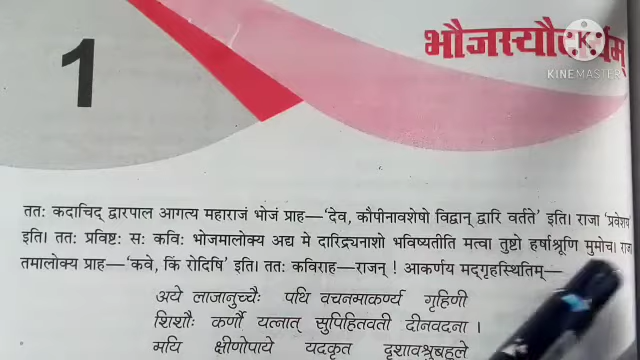 1
KINEMASTER
ततः कदाचिद् द्वारपाल आगत्य महाराजं भोजं प्राह—'देव, कौपीनावशेषो विद्वान् द्वारि वर्तते' इति। राजा 'प्रवेशय'
इति। ततः प्रविष्टः सः कविः भोजमालोक्य अद्य मे दारिद्र्यनाशो भविष्यतीति मत्वा तुष्टो हर्षाश्रूणि मुमोच।
तमालोक्य प्राह—'कवे, किं रोदिषि' इति। ततः कविराह—राजन् ! आकर्णय मद्गृहस्थितिम्—
अये लाजानुच्चैः पथि वचनमाकर्ण्य गृहिणी
शिशोः कर्णौ यत्नात् सुपिहितवती दीनवदना ।
मयि क्षीणोपाये यदकृत दृशावश्रुबहुले